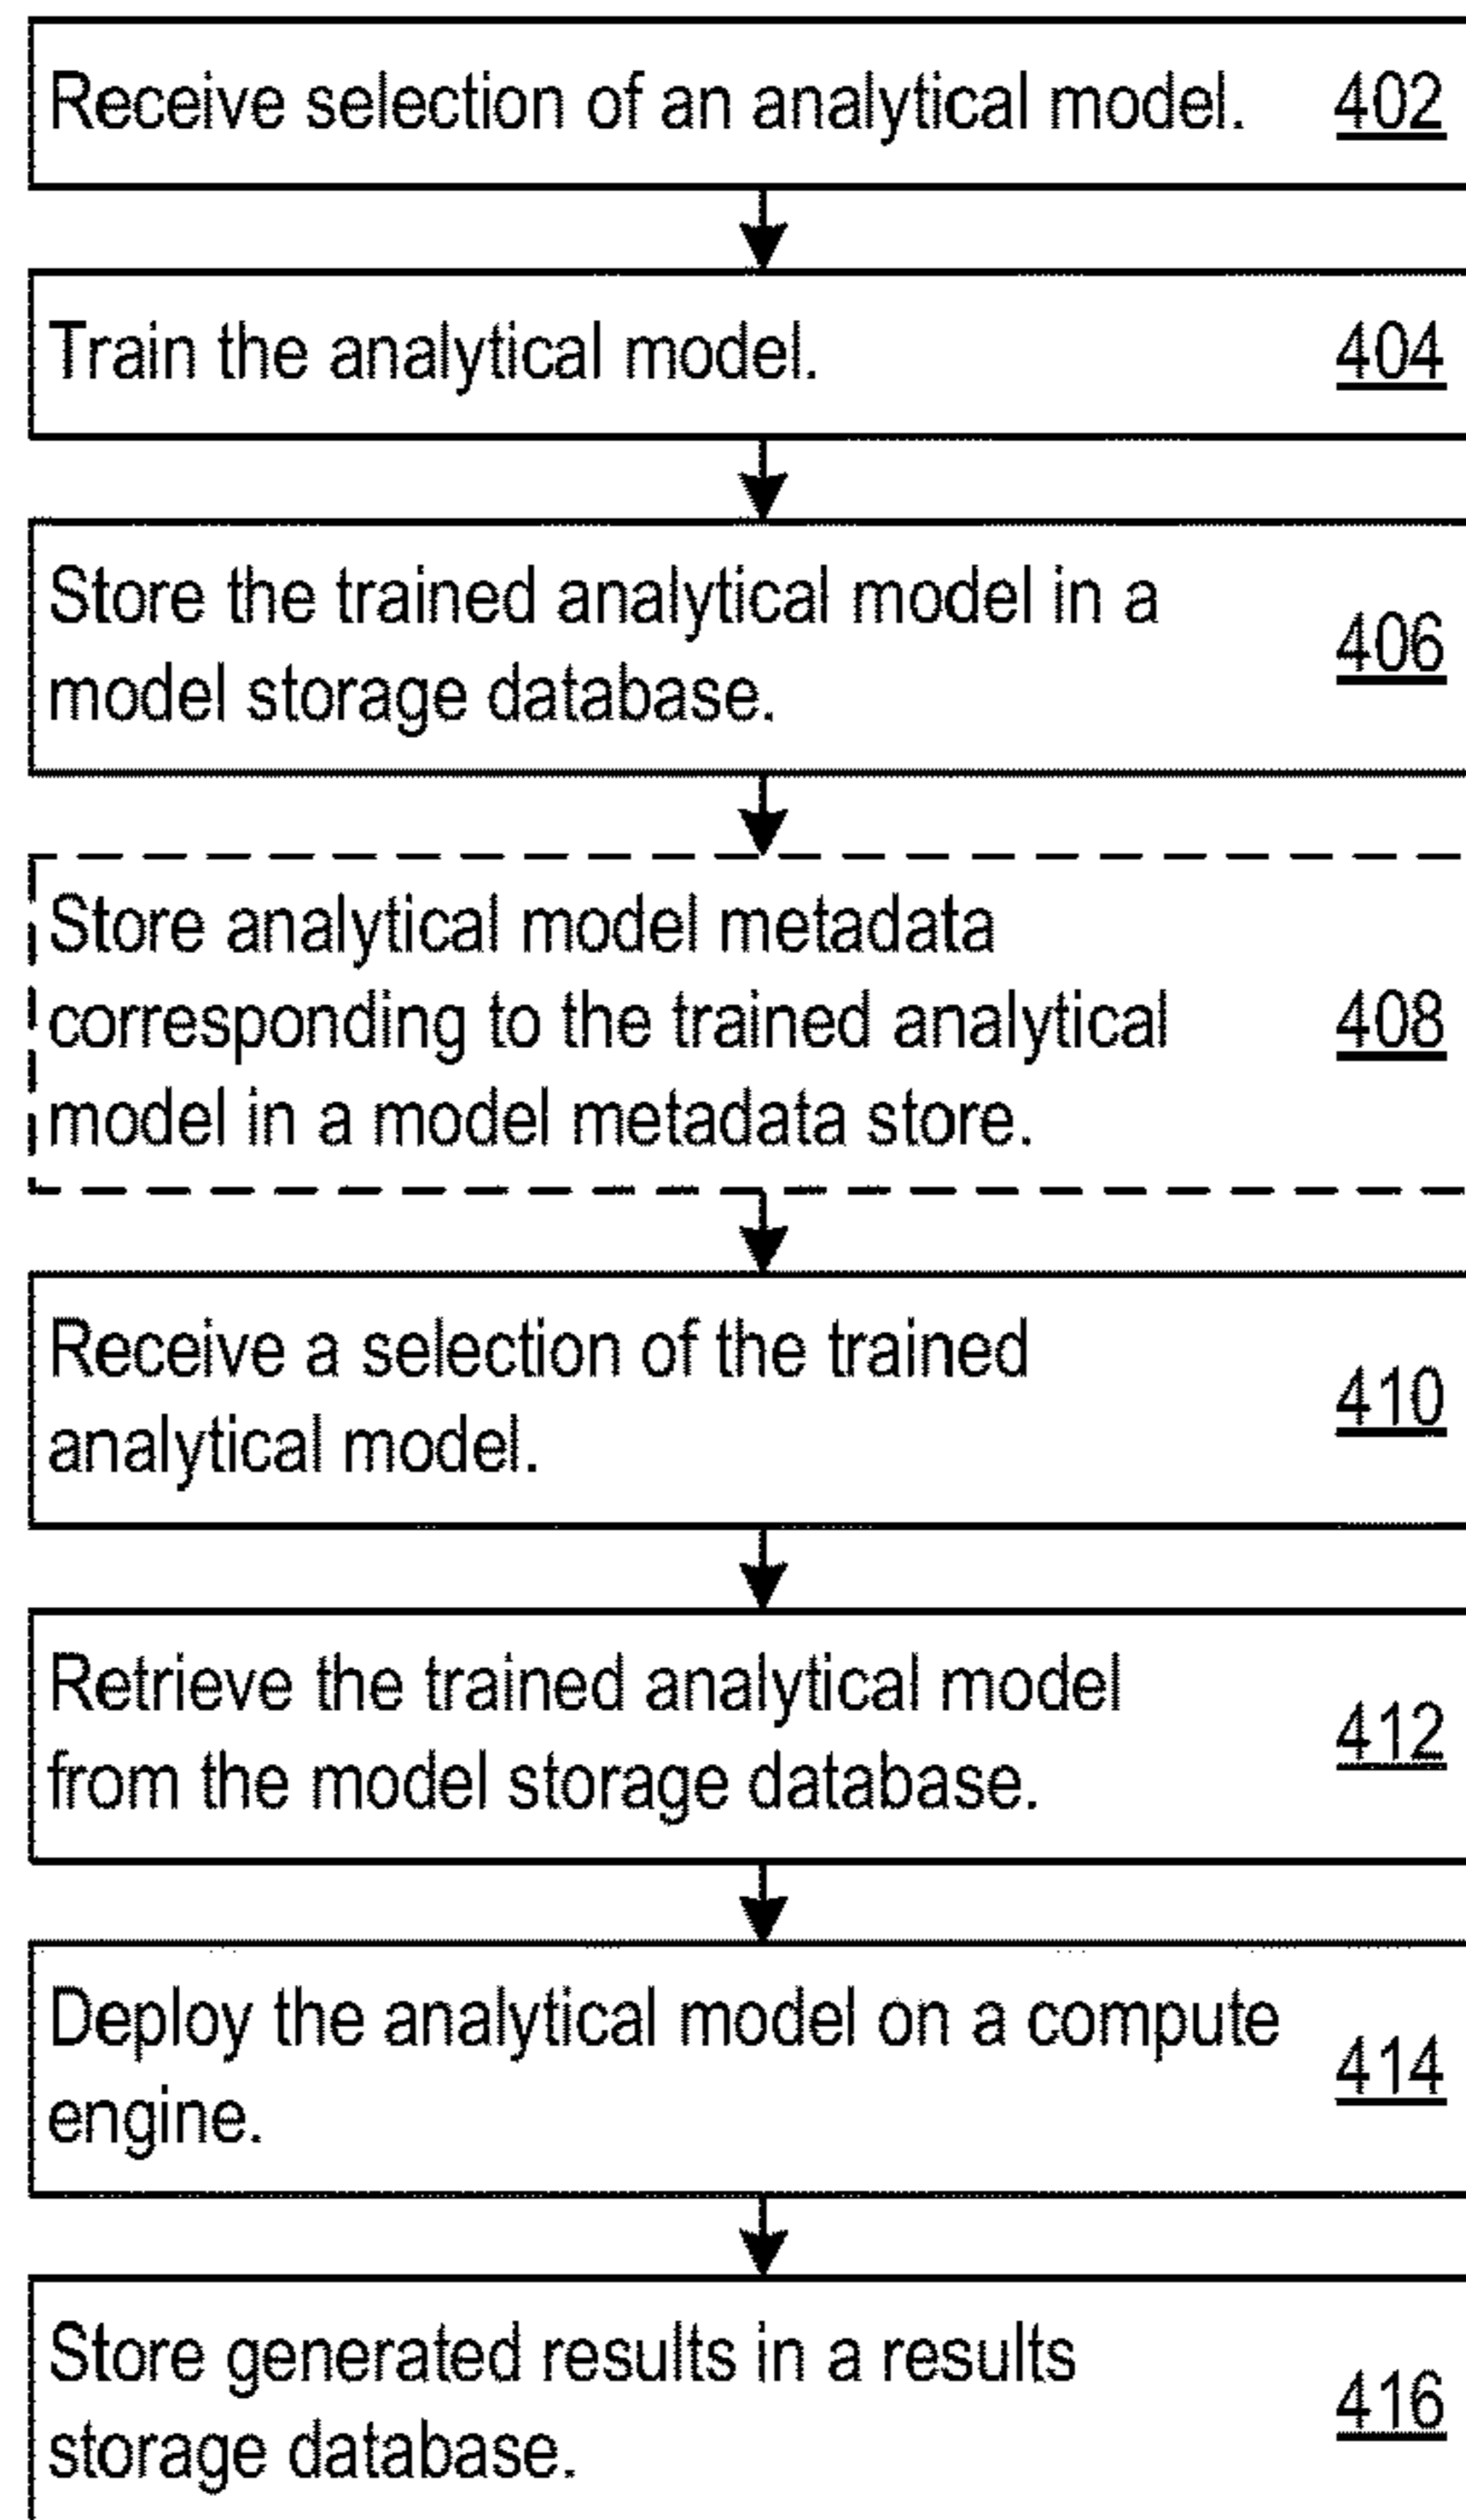 Receive selection of an analytical model. 402
Train the analytical model. 404
Store the trained analytical model in a
model storage database. 406
Store analytical model metadata
corresponding to the trained analytical 408
model in a model metadata store.
Receive a selection of the trained
analytical model. 410
Retrieve the trained analytical model
from the model storage database. 412
Deploy the analytical model on a compute
engine. 414
Store generated results in a results
storage database. 416